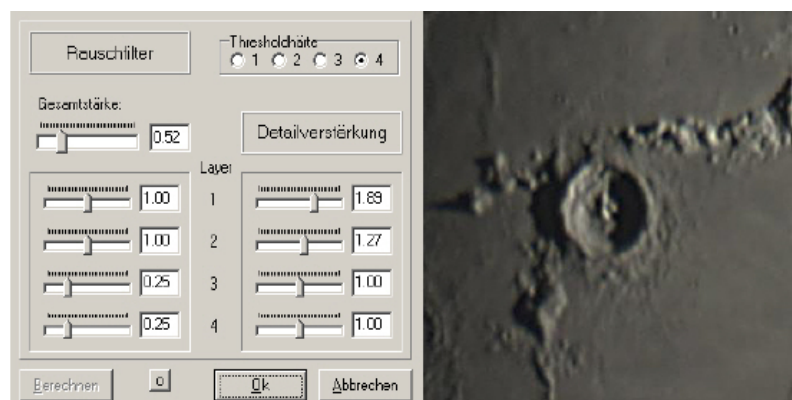 Rauschfilter
Thresholdhärte
1 2 3 4
Gesamtstärke:
0.52
Detailverstärkung
Layer
1.00 1 1.89
1.00 2 1.27
0.25 3 1.00
0.25 4 1.00
Berechnen o Ok Abbrechen